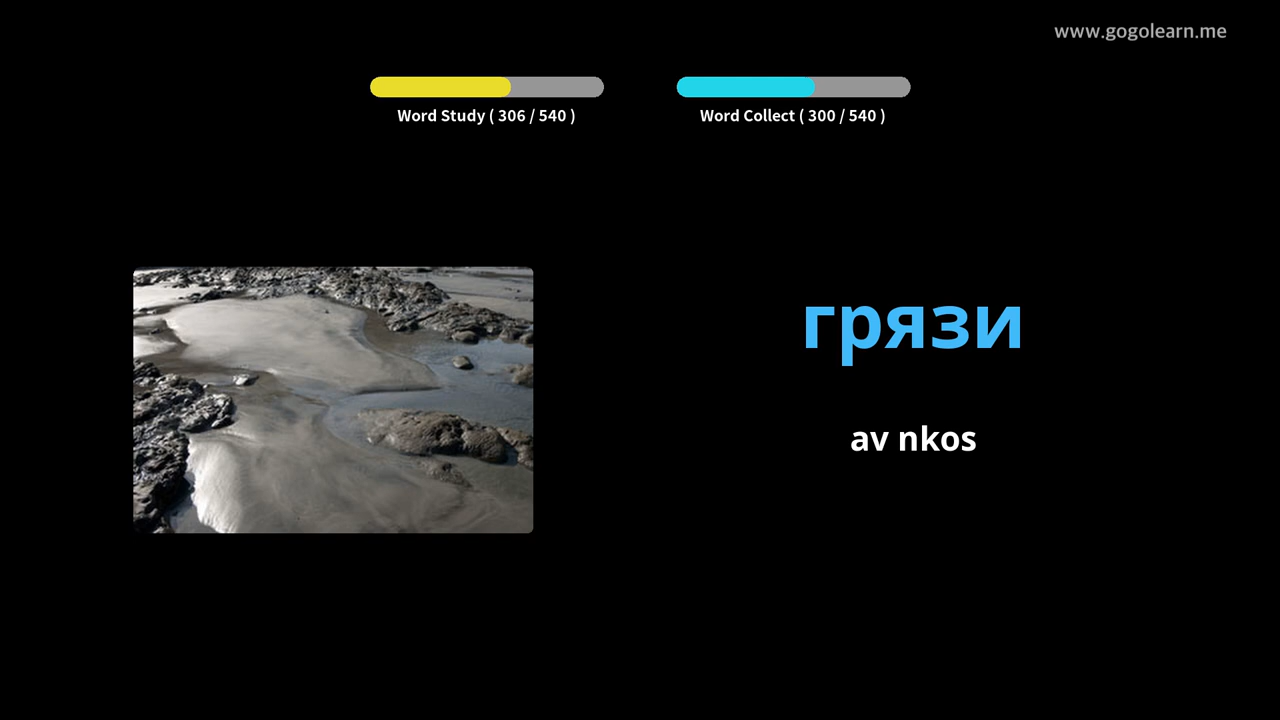 www.gogolearn.me
Word Study ( 306 / 540 )
Word Collect ( 300 / 540 )
грязи
av nkos